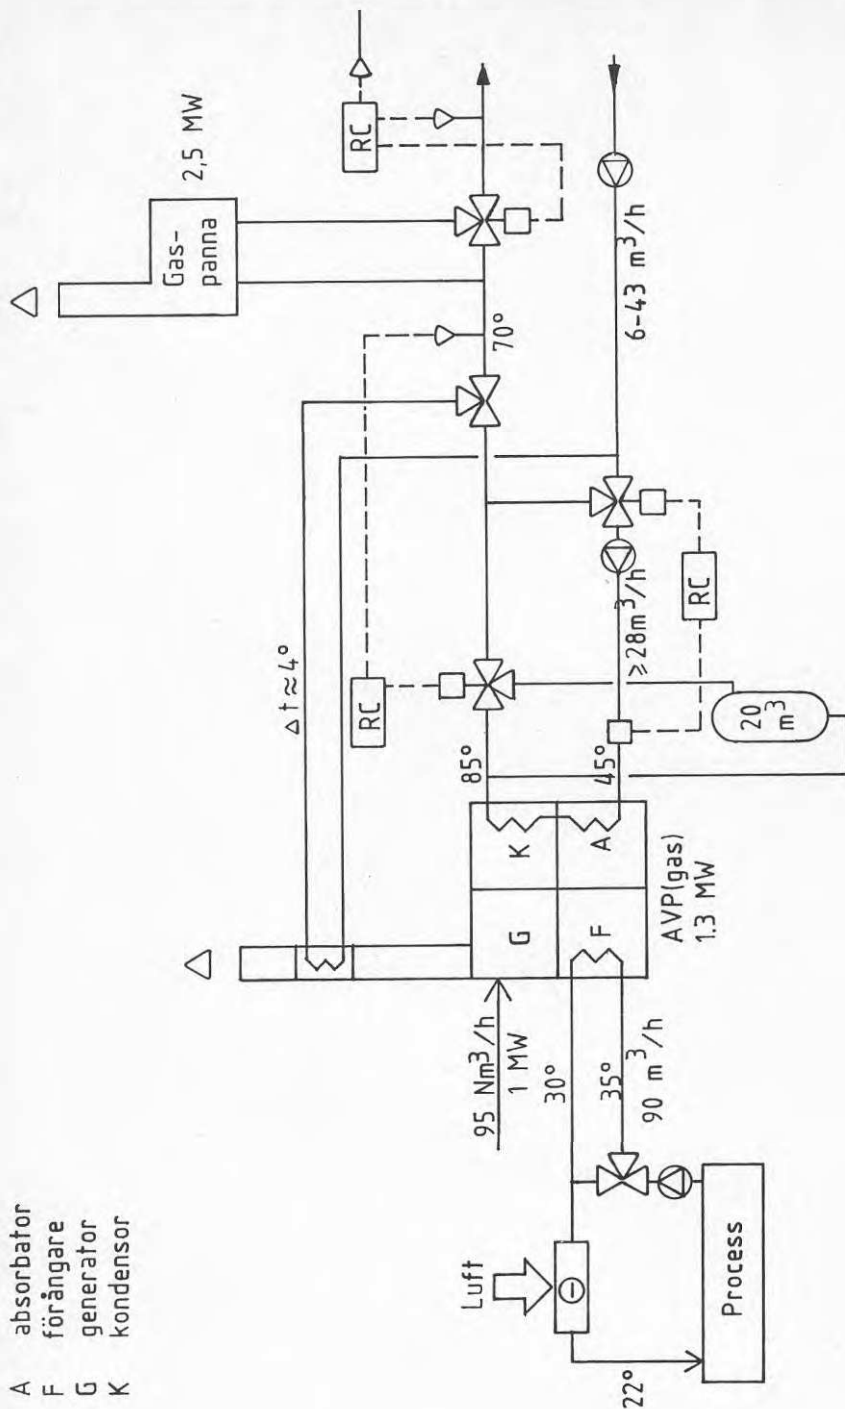 A absorbator
F förångare
G generator
K kondensor
2,5 MW
Gas-
panna
RC
70°
6-43 m³/h
Δt≈4°
RC
85°
45°
≥28m³/h
RC
20
m³
K
A
G
F
AVP(gas)
1.3 MW
95 Nm³/h
1 MW
30°
35°
90 m³/h
Luft
Process
22°